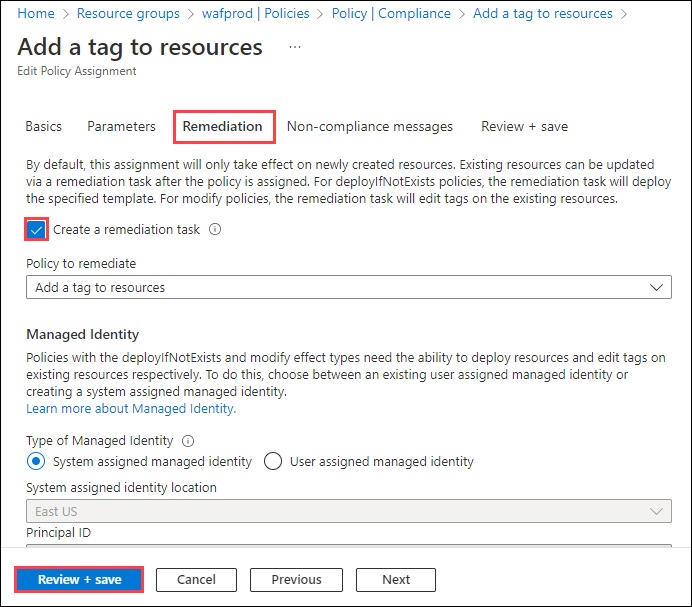 Home > Resource groups > wafprod | Policies > Policy | Compliance > Add a tag to resources >
Add a tag to resources ...
Edit Policy Assignment
Basics Parameters Remediation Non-compliance messages Review + save
By default, this assignment will only take effect on newly created resources. Existing resources can be updated
via a remediation task after the policy is assigned. For deployIfNotExists policies, the remediation task will deploy
the specified template. For modify policies, the remediation task will edit tags on the existing resources.
Create a remediation task
Policy to remediate
Add a tag to resources
Managed Identity
Policies with the deployIfNotExists and modify effect types need the ability to deploy resources and edit tags on
existing resources respectively. To do this, choose between an existing user assigned managed identity or
creating a system assigned managed identity.
Learn more about Managed Identity.
Type of Managed Identity
System assigned managed identity User assigned managed identity
System assigned identity location
East US
Principal ID
Review + save Cancel Previous Next